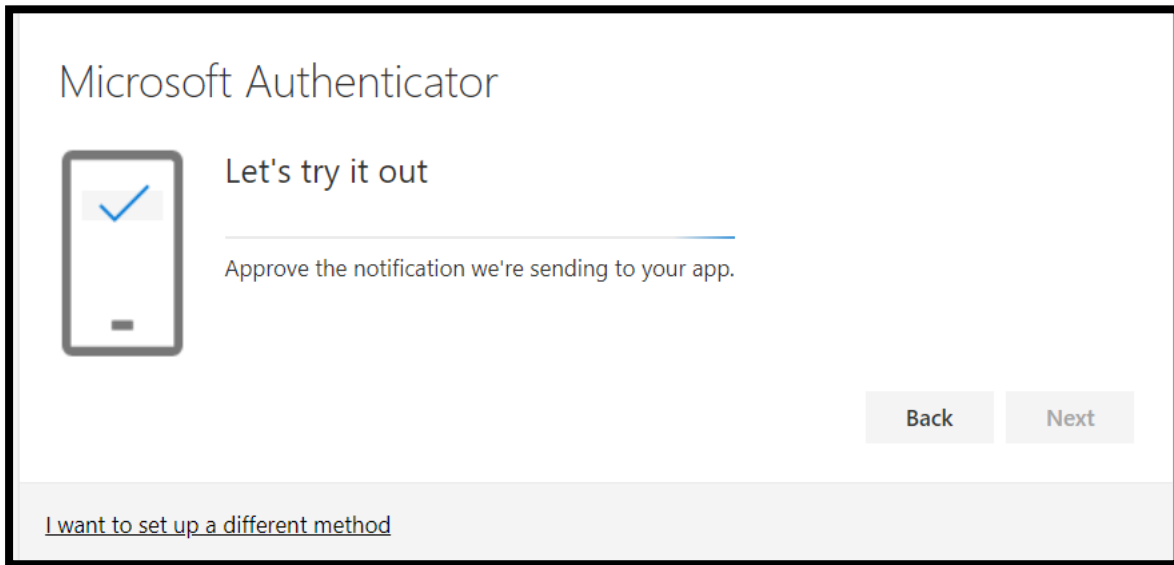 Microsoft Authenticator
Let's try it out
Approve the notification we're sending to your app.
Back
Next
I want to set up a different method